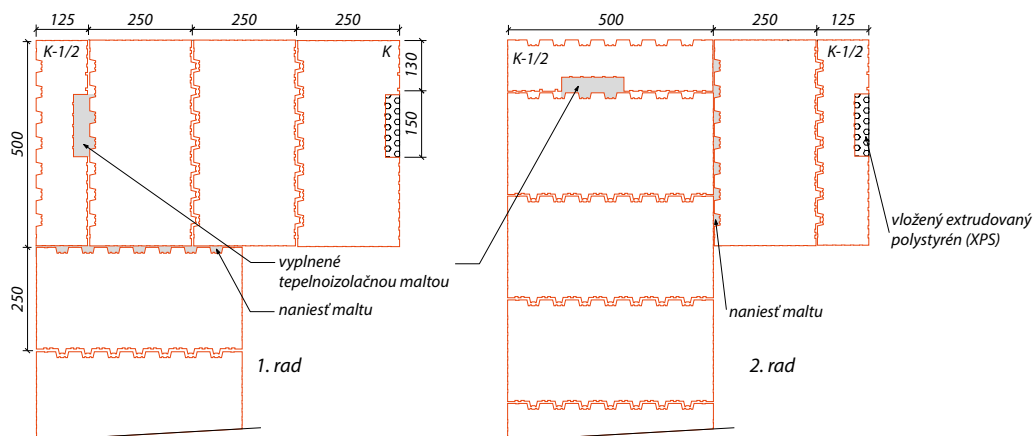 125 250 250 250
K-1/2 K
130
150
500
250
vyplnené
tepelnoizolačnou maltou
naniesť maltu
1. rad
500 250 125
K-1/2 K-1/2
vložený extrudovaný
polystyrén (XPS)
naniesť maltu
2. rad